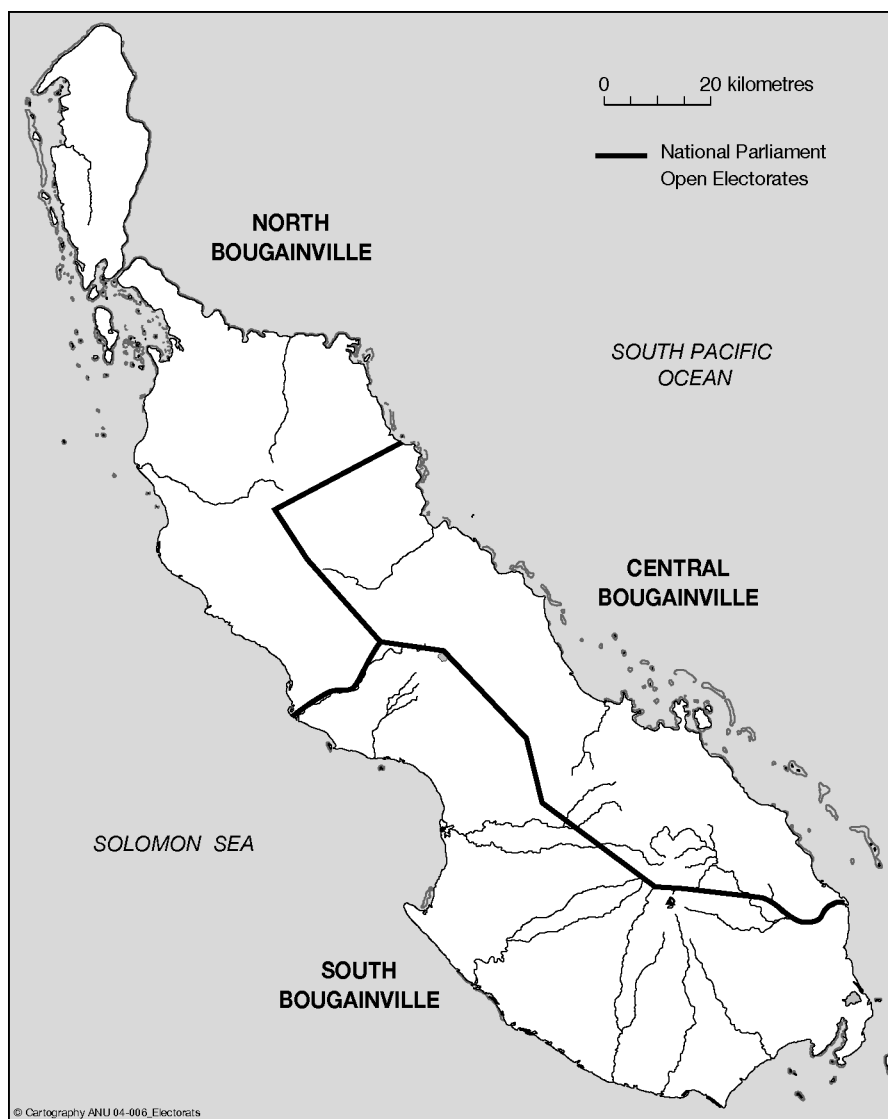 0 20 kilometres
National Parliament
Open Electorates
NORTH
BOUGAINVILLE
SOUTH PACIFIC
OCEAN
CENTRAL
BOUGAINVILLE
SOLOMON SEA
SOUTH
BOUGAINVILLE
© Cartography ANU 04-006_Electorats